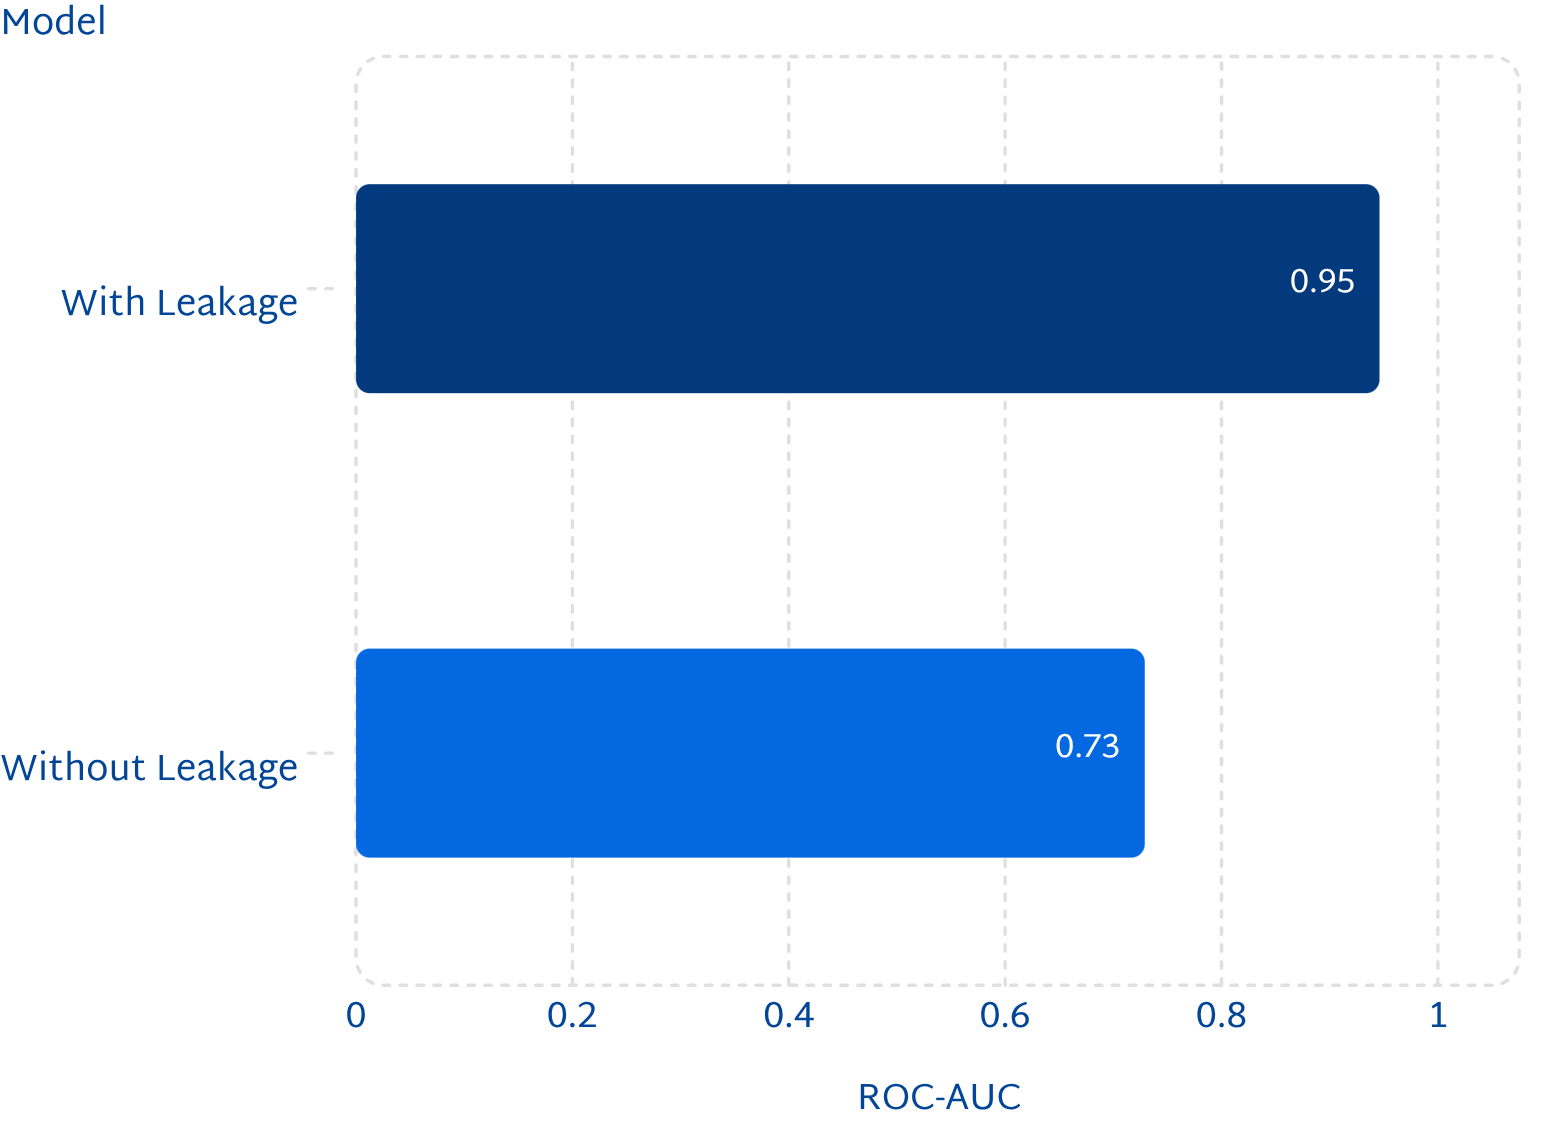 Model
With Leakage
0.95
Without Leakage
0.73
0 0.2 0.4 0.6 0.8 1
ROC-AUC